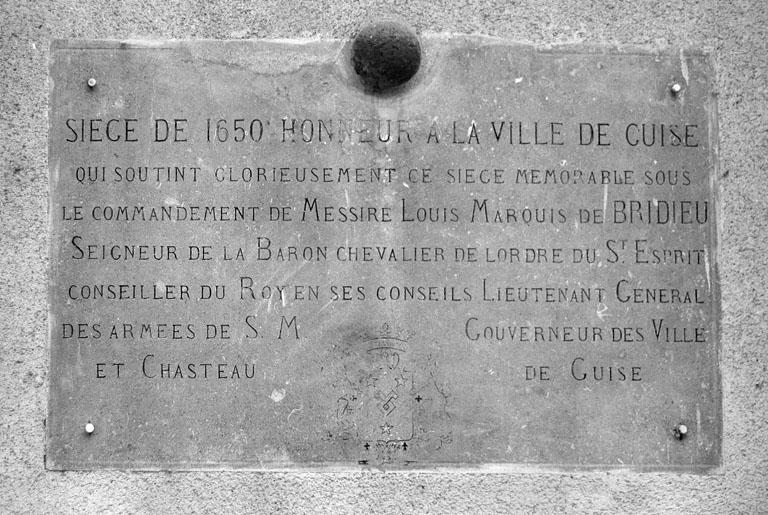 SIEGE DE 1650 HONNEUR A LA VILLE DE GUISE
QUI SOUTINT GLORIEUSEMENT CE SIEGE MEMORABLE SOUS
LE COMMANDEMENT DE MESSIRE LOUIS MARQUIS DE BRIDIEU
SEIGNEUR DE LA BARON CHEVALIER DE LORDRE DU ST ESPRIT
CONSEILLER DU ROY EN SES CONSEILS LIEUTENANT GENERAL
DES ARMEES DE S. M GOUVERNEUR DES VILLE
ET CHASTEAU DE GUISE